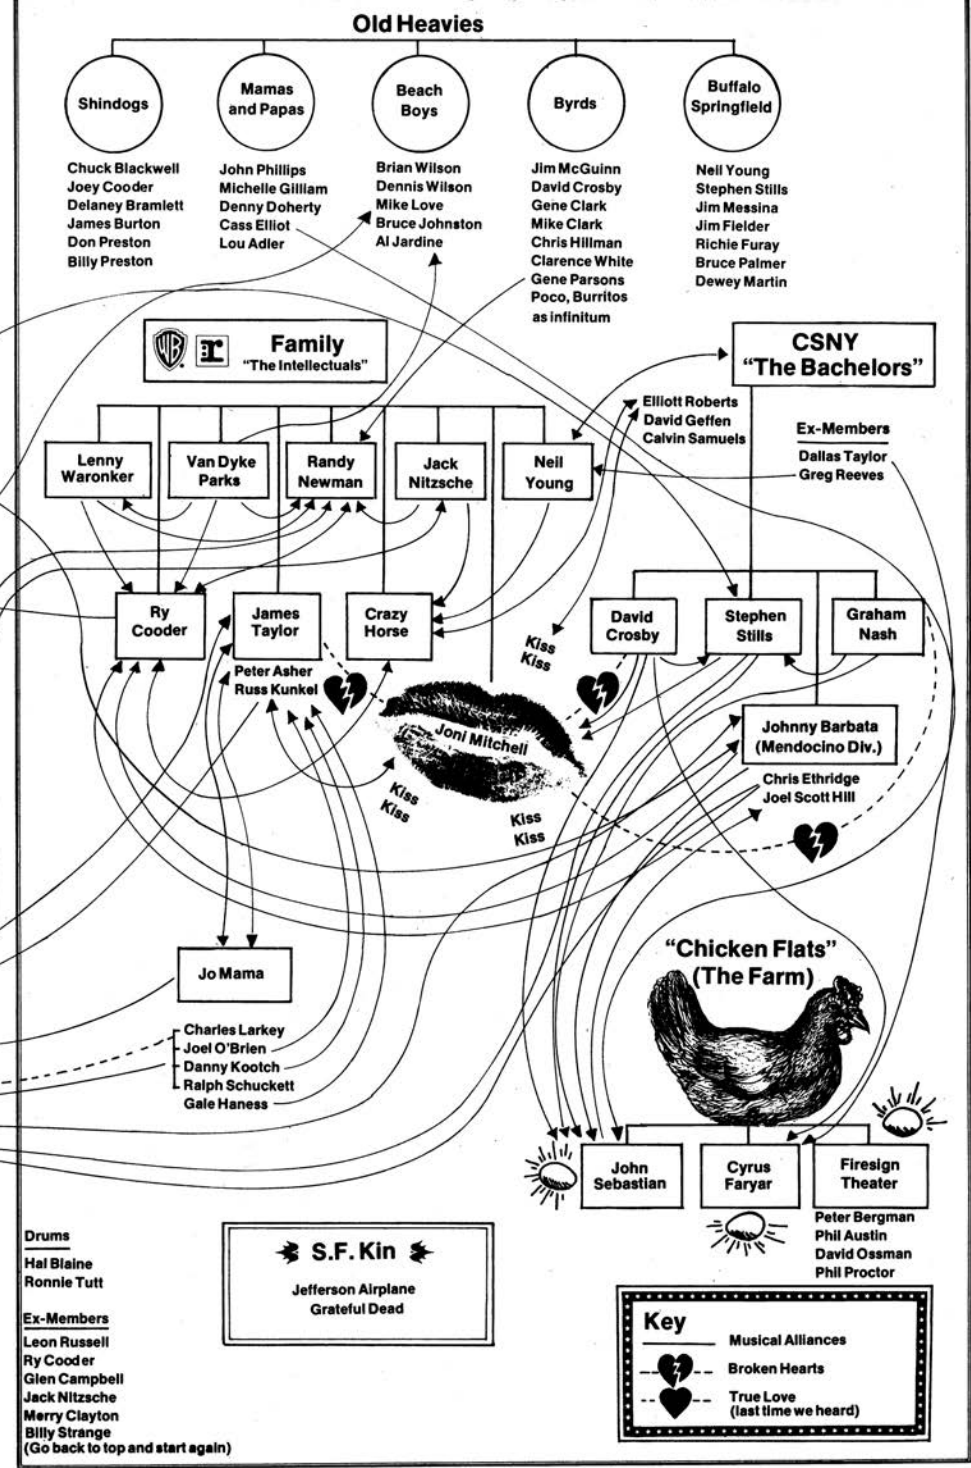 Old Heavies
Shindogs
Mamas
and Papas
Beach
Boys
Byrds
Buffalo
Springfield
Chuck Blackwell
Joey Cooder
Delaney Bramlett
James Burton
Don Preston
Billy Preston
John Phillips
Michelle Gilliam
Denny Doherty
Cass Elliot
Lou Adler
Brian Wilson
Dennis Wilson
Mike Love
Bruce Johnston
Al Jardine
Jim McGuinn
David Crosby
Gene Clark
Mike Clark
Chris Hillman
Clarence White
Gene Parsons
Poco, Burritos
as infinitum
Neil Young
Stephen Stills
Jim Messina
Jim Fielder
Richie Furay
Bruce Palmer
Dewey Martin
WB
r
Family
"The Intellectuals"
CSNY
"The Bachelors"
Elliott Roberts
David Geffen
Calvin Samuels
Ex-Members
Dallas Taylor
Greg Reeves
Lenny
Waronker
Van Dyke
Parks
Randy
Newman
Jack
Nitzsche
Neil
Young
Ry
Cooder
James
Taylor
Crazy
Horse
Peter Asher
Russ Kunkel
David
Crosby
Stephen
Stills
Graham
Nash
Kiss
Kiss
Joni Mitchell
Kiss
Kiss
Kiss
Kiss
Johnny Barbata
(Mendocino Div.)
Chris Ethridge
Joel Scott Hill
Jo Mama
Charles Larkey
Joel O'Brien
Danny Kootch
Ralph Schuckett
Gale Haness
"Chicken Flats"
(The Farm)
John
Sebastian
Cyrus
Faryar
Firesign
Theater
Peter Bergman
Phil Austin
David Ossman
Phil Proctor
Drums
Hal Blaine
Ronnie Tutt
Ex-Members
Leon Russell
Ry Cooder
Glen Campbell
Jack Nitzsche
Merry Clayton
Billy Strange
(Go back to top and start again)
S.F. Kin
Jefferson Airplane
Grateful Dead
Key
Musical Alliances
Broken Hearts
True Love
(last time we heard)